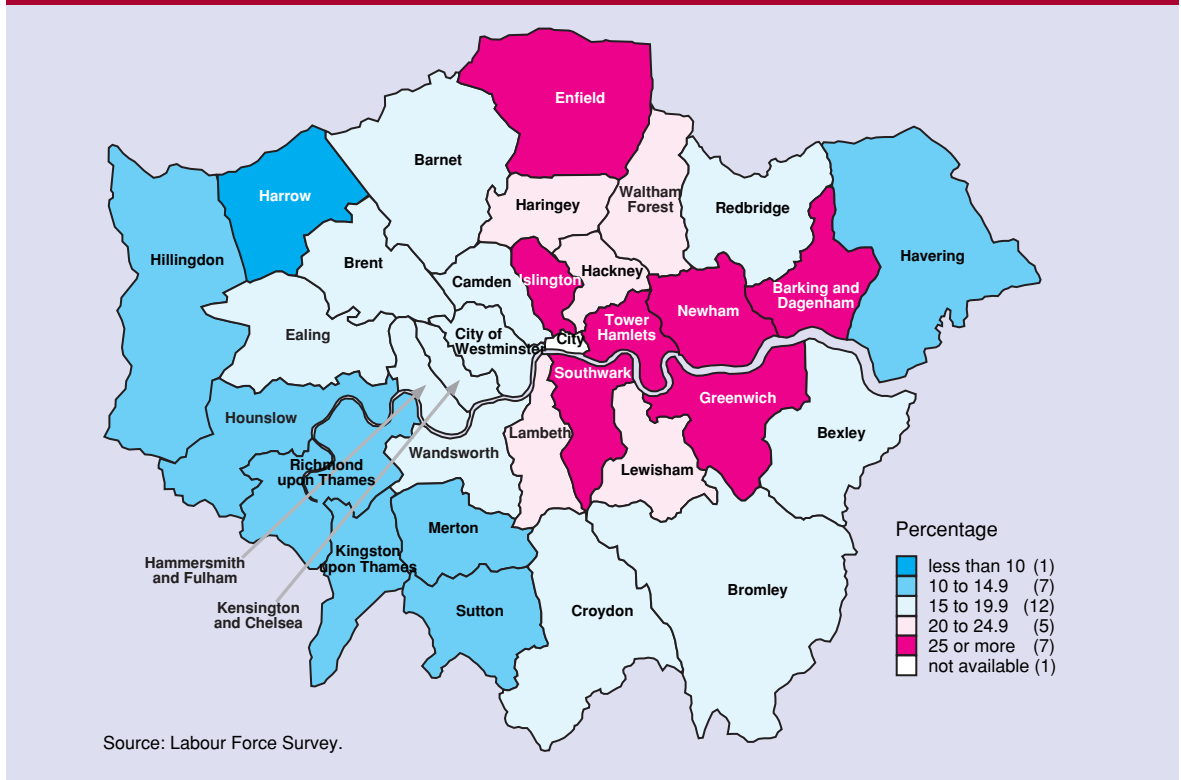 Enfield
Barnet
Harrow
Waltham
Forest
Haringey
Redbridge
Hillingdon
Brent
Havering
Camden
Islington
Hackney
Barking and
Dagenham
Newham
Tower
Hamlets
Ealing
City of
Westminster
City
Southwark
Greenwich
Hounslow
Lambeth
Bexley
Wandsworth
Richmond
upon Thames
Lewisham
Merton
Hammersmith
and Fulham
Kingston
upon Thames
Kensington
and Chelsea
Sutton
Croydon
Bromley
Percentage
less than 10 (1)
10 to 14.9 (7)
15 to 19.9 (12)
20 to 24.9 (5)
25 or more (7)
not available (1)
Source: Labour Force Survey.